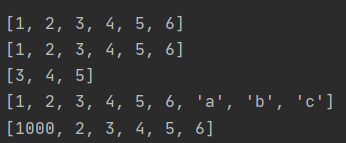 [1, 2, 3, 4, 5, 6]
[1, 2, 3, 4, 5, 6]
[3, 4, 5]
[1, 2, 3, 4, 5, 6, 'a', 'b', 'c']
[1000, 2, 3, 4, 5, 6]